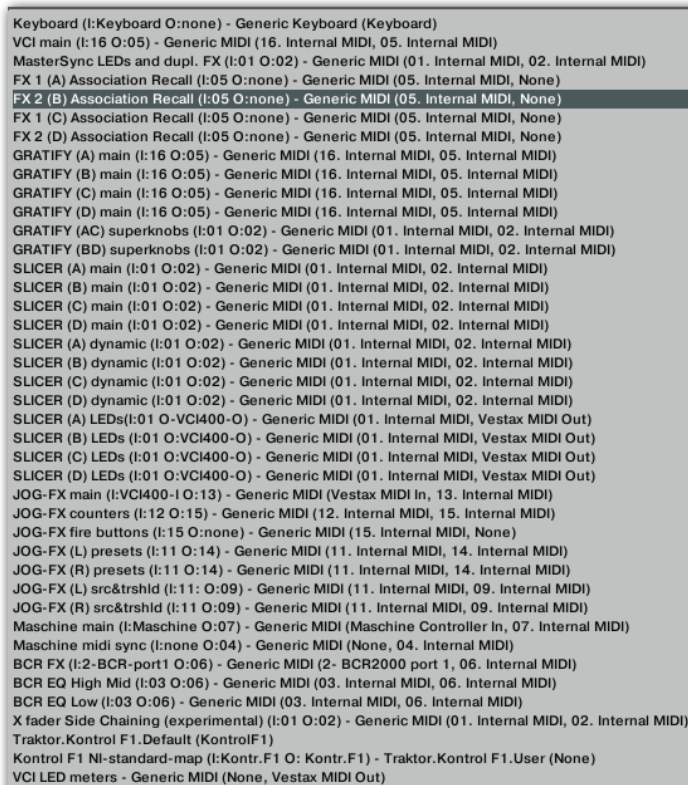 Keyboard (I:Keyboard O:none) - Generic Keyboard (Keyboard)
VCI main (I:16 O:05) - Generic MIDI (16. Internal MIDI, 05. Internal MIDI)
MasterSync LEDs and dupl. FX (I:01 O:02) - Generic MIDI (01. Internal MIDI, 02. Internal MIDI)
FX 1 (A) Association Recall (I:05 O:none) - Generic MIDI (05. Internal MIDI, None)
FX 2 (B) Association Recall (I:05 O:none) - Generic MIDI (05. Internal MIDI, None)
FX 1 (C) Association Recall (I:05 O:none) - Generic MIDI (05. Internal MIDI, None)
FX 2 (D) Association Recall (I:05 O:none) - Generic MIDI (05. Internal MIDI, None)
GRATIFY (A) main (I:16 O:05) - Generic MIDI (16. Internal MIDI, 05. Internal MIDI)
GRATIFY (B) main (I:16 O:05) - Generic MIDI (16. Internal MIDI, 05. Internal MIDI)
GRATIFY (C) main (I:16 O:05) - Generic MIDI (16. Internal MIDI, 05. Internal MIDI)
GRATIFY (D) main (I:16 O:05) - Generic MIDI (16. Internal MIDI, 05. Internal MIDI)
GRATIFY (AC) superknobs (I:01 O:02) - Generic MIDI (01. Internal MIDI, 02. Internal MIDI)
GRATIFY (BD) superknobs (I:01 O:02) - Generic MIDI (01. Internal MIDI, 02. Internal MIDI)
SLICER (A) main (I:01 O:02) - Generic MIDI (01. Internal MIDI, 02. Internal MIDI)
SLICER (B) main (I:01 O:02) - Generic MIDI (01. Internal MIDI, 02. Internal MIDI)
SLICER (C) main (I:01 O:02) - Generic MIDI (01. Internal MIDI, 02. Internal MIDI)
SLICER (D) main (I:01 O:02) - Generic MIDI (01. Internal MIDI, 02. Internal MIDI)
SLICER (A) dynamic (I:01 O:02) - Generic MIDI (01. Internal MIDI, 02. Internal MIDI)
SLICER (B) dynamic (I:01 O:02) - Generic MIDI (01. Internal MIDI, 02. Internal MIDI)
SLICER (C) dynamic (I:01 O:02) - Generic MIDI (01. Internal MIDI, 02. Internal MIDI)
SLICER (D) dynamic (I:01 O:02) - Generic MIDI (01. Internal MIDI, 02. Internal MIDI)
SLICER (A) LEDs(I:01 O-VCI400-O) - Generic MIDI (01. Internal MIDI, Vestax MIDI Out)
SLICER (B) LEDs (I:01 O:VCI400-O) - Generic MIDI (01. Internal MIDI, Vestax MIDI Out)
SLICER (C) LEDs (I:01 O:VCI400-O) - Generic MIDI (01. Internal MIDI, Vestax MIDI Out)
SLICER (D) LEDs (I:01 O:VCI400-O) - Generic MIDI (01. Internal MIDI, Vestax MIDI Out)
JOG-FX main (I:VCI400-I O:13) - Generic MIDI (Vestax MIDI In, 13. Internal MIDI)
JOG-FX counters (I:12 O:15) - Generic MIDI (12. Internal MIDI, 15. Internal MIDI)
JOG-FX fire buttons (I:15 O:none) - Generic MIDI (15. Internal MIDI, None)
JOG-FX (L) presets (I:11 O:14) - Generic MIDI (11. Internal MIDI, 14. Internal MIDI)
JOG-FX (R) presets (I:11 O:14) - Generic MIDI (11. Internal MIDI, 14. Internal MIDI)
JOG-FX (L) src&trshld (I:11: O:09) - Generic MIDI (11. Internal MIDI, 09. Internal MIDI)
JOG-FX (R) src&trshld (I:11 O:09) - Generic MIDI (11. Internal MIDI, 09. Internal MIDI)
Maschine main (I:Maschine O:07) - Generic MIDI (Maschine Controller In, 07. Internal MIDI)
Maschine midi sync (I:none O:04) - Generic MIDI (None, 04. Internal MIDI)
BCR FX (I:2-BCR-port1 O:06) - Generic MIDI (2- BCR2000 port 1, 06. Internal MIDI)
BCR EQ High Mid (I:03 O:06) - Generic MIDI (03. Internal MIDI, 06. Internal MIDI)
BCR EQ Low (I:03 O:06) - Generic MIDI (03. Internal MIDI, 06. Internal MIDI)
X fader Side Chaining (experimental) (I:01 O:02) - Generic MIDI (01. Internal MIDI, 02. Internal MIDI)
Traktor.Kontrol F1.Default (KontrolF1)
Kontrol F1 NI-standard-map (I:Kontr.F1 O: Kontr.F1) - Traktor.Kontrol F1.User (None)
VCI LED meters - Generic MIDI (None, Vestax MIDI Out)